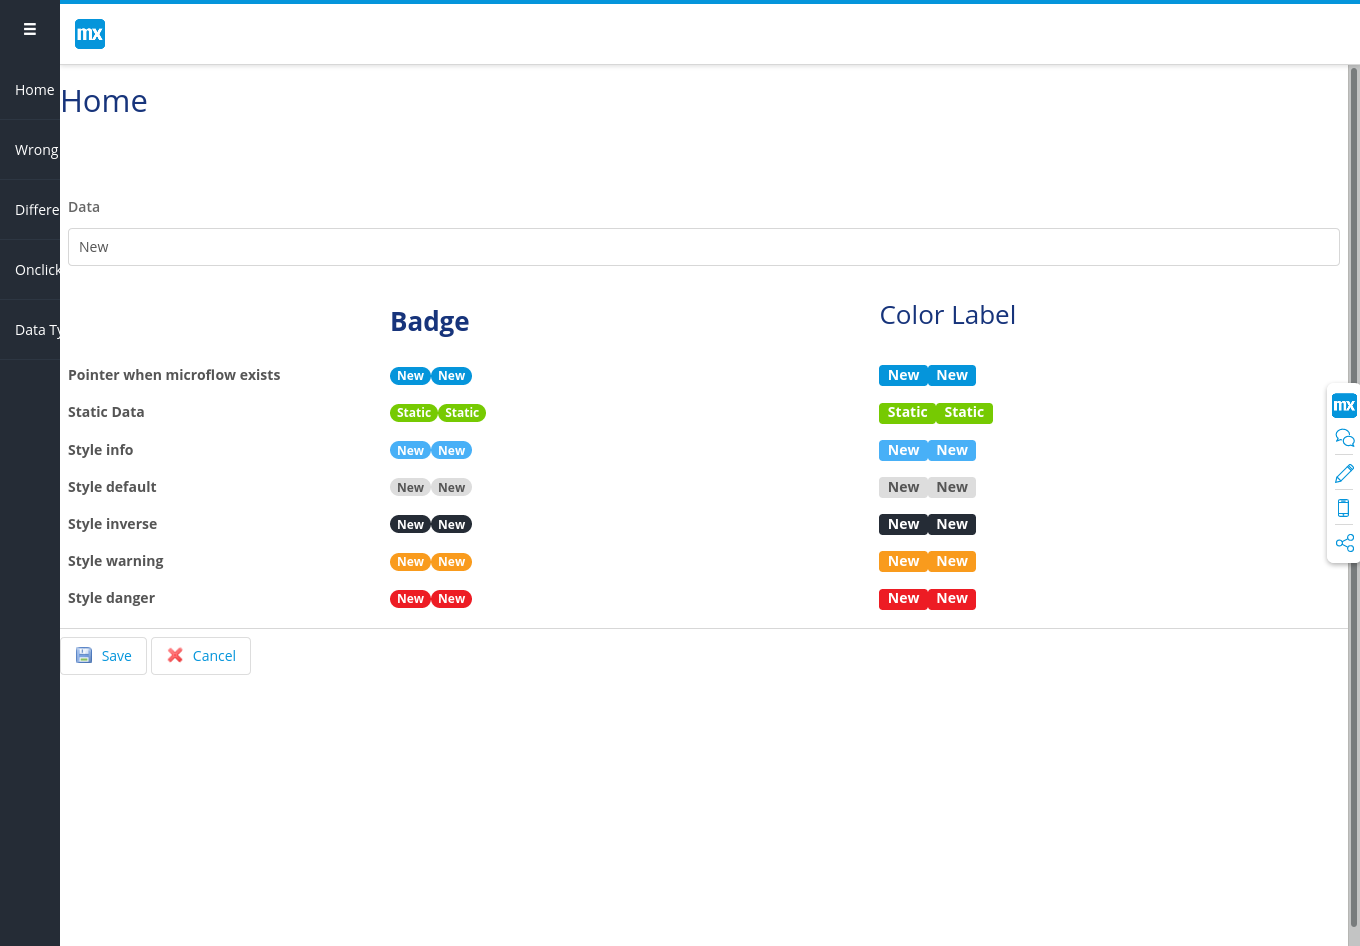 mx
Home
Wrong
Differe
Onclick
Data Ty
Home
Data
New
Badge Color Label
Pointer when microflow exists New New New New
Static Data Static Static Static Static
Style info New New New New
Style default New New New New
Style inverse New New New New
Style warning New New New New
Style danger New New New New
Save Cancel
mx